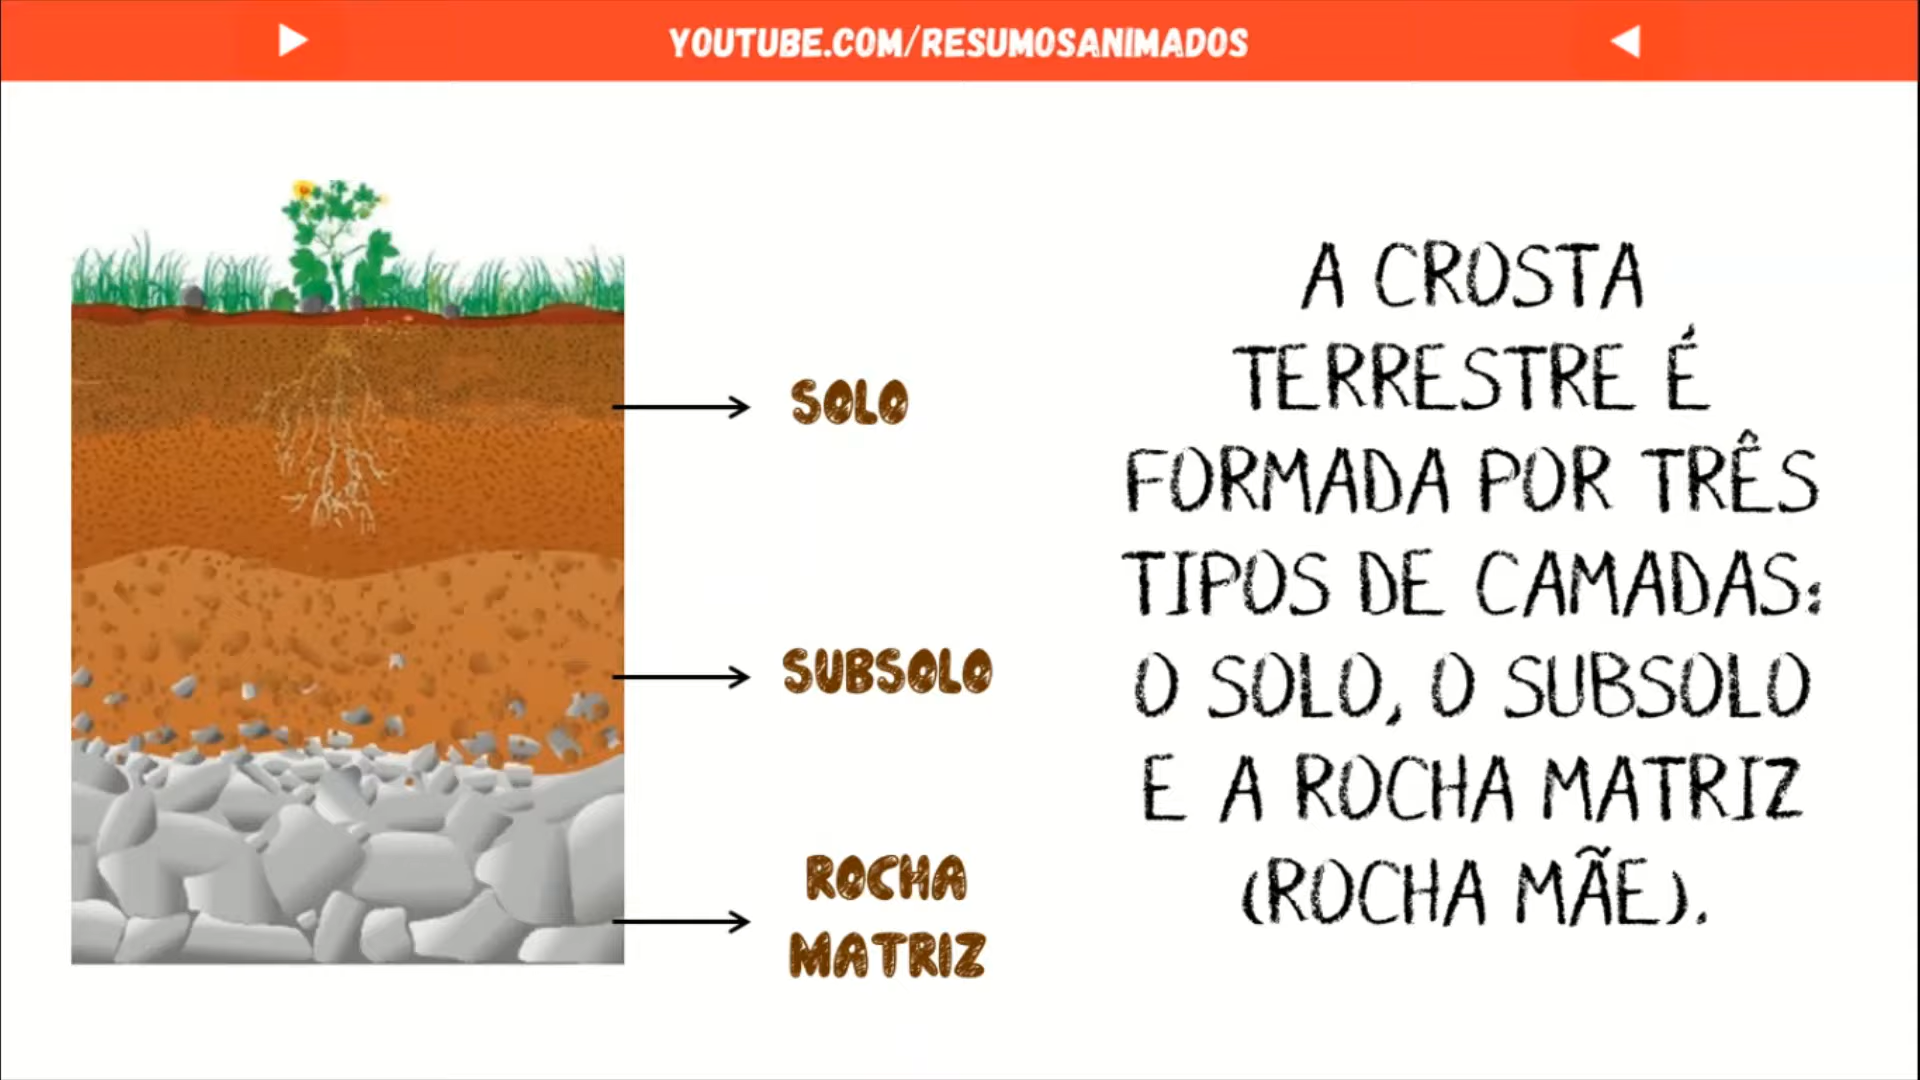 YOUTUBE.COM/RESUMOSANIMADOS
SOLO
SUBSOLO
ROCHA
MATRIZ
A CROSTA
TERRESTRE É
FORMADA POR TRÊS
TIPOS DE CAMADAS:
O SOLO, O SUBSOLO
E A ROCHA MATRIZ
(ROCHA MÃE).